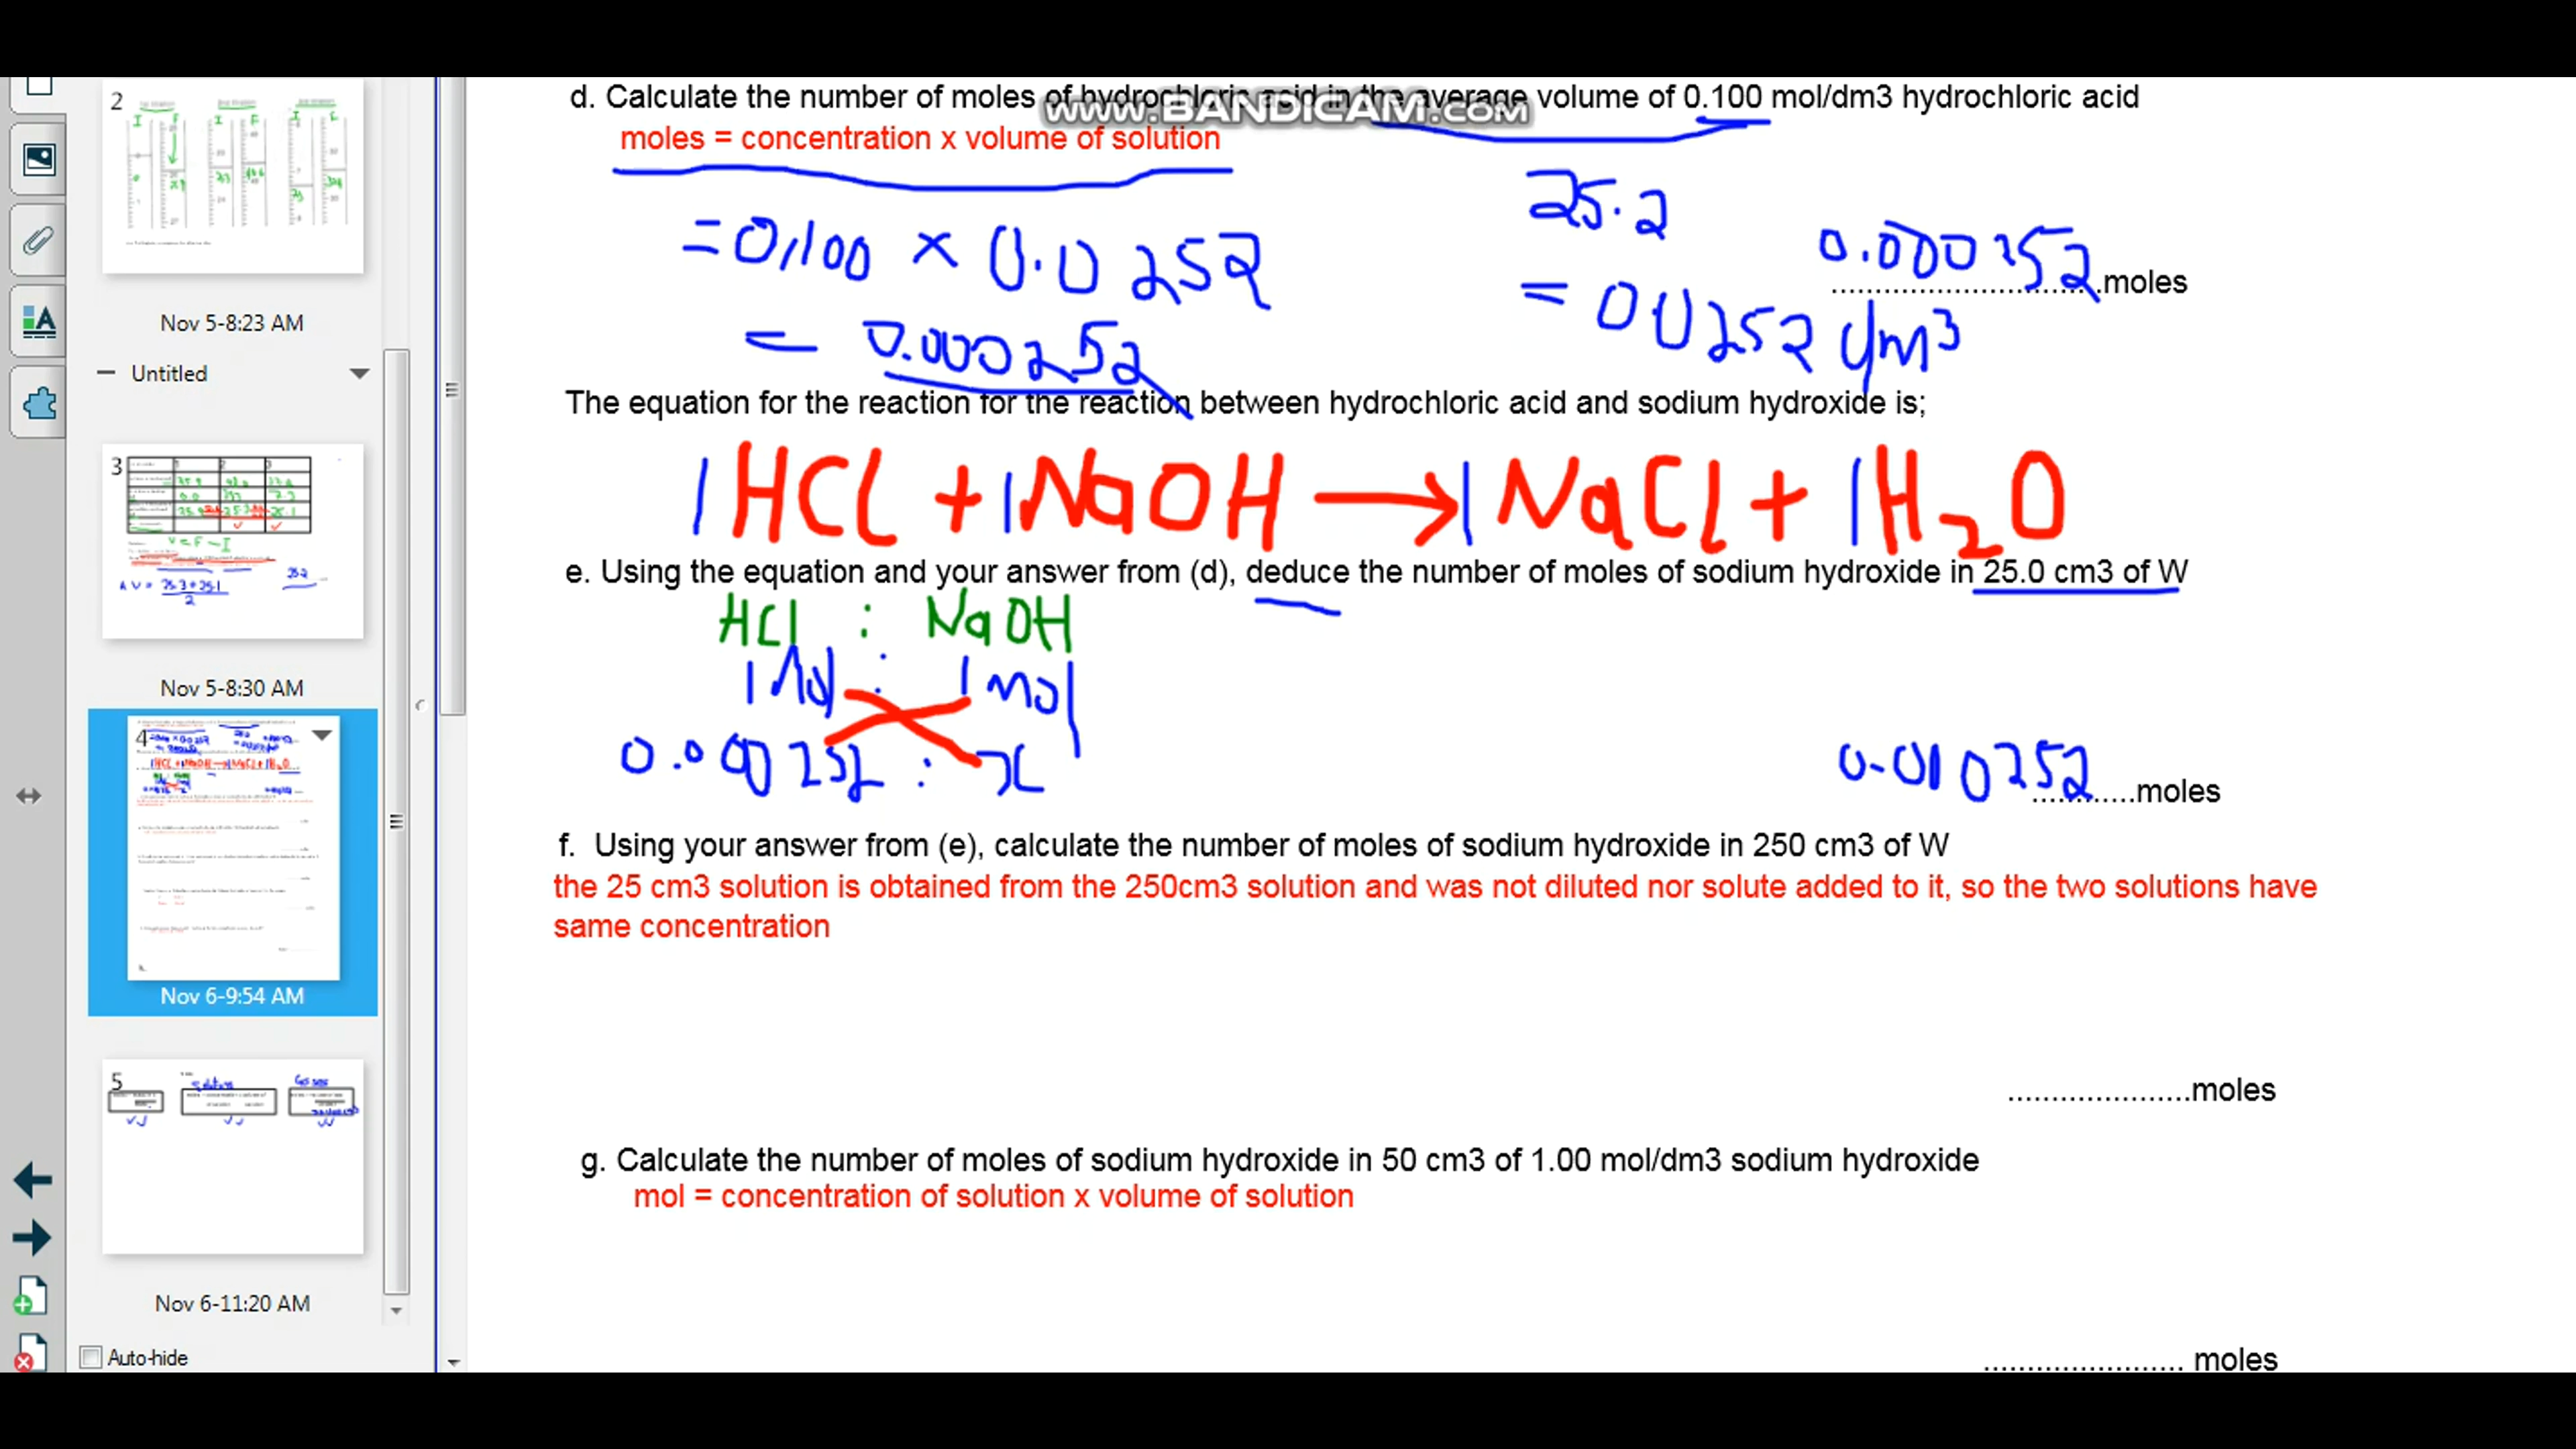 2
Nov 5-8:23 AM
Untitled
3
Nov 5-8:30 AM
4
Nov 6-9:54 AM
5
Nov 6-11:20 AM
Auto-hide
www.BANDICAM.com
d. Calculate the number of moles of hydrochloric acid in the average volume of 0.100 mol/dm3 hydrochloric acid
moles = concentration x volume of solution
25.2
= 0.100 × 0.0252
0.000252 moles
= 0.0252 dm³
= 0.000252
The equation for the reaction for the reaction between hydrochloric acid and sodium hydroxide is;
1HCl + 1NaOH → 1NaCl + 1H₂O
e. Using the equation and your answer from (d), deduce the number of moles of sodium hydroxide in 25.0 cm3 of W
HCl : NaOH
1 Mol : 1 mol
0.000252 : x
0.000252 moles
f. Using your answer from (e), calculate the number of moles of sodium hydroxide in 250 cm3 of W
the 25 cm3 solution is obtained from the 250cm3 solution and was not diluted nor solute added to it, so the two solutions have
same concentration
.....................moles
g. Calculate the number of moles of sodium hydroxide in 50 cm3 of 1.00 mol/dm3 sodium hydroxide
mol = concentration of solution x volume of solution
....................... moles